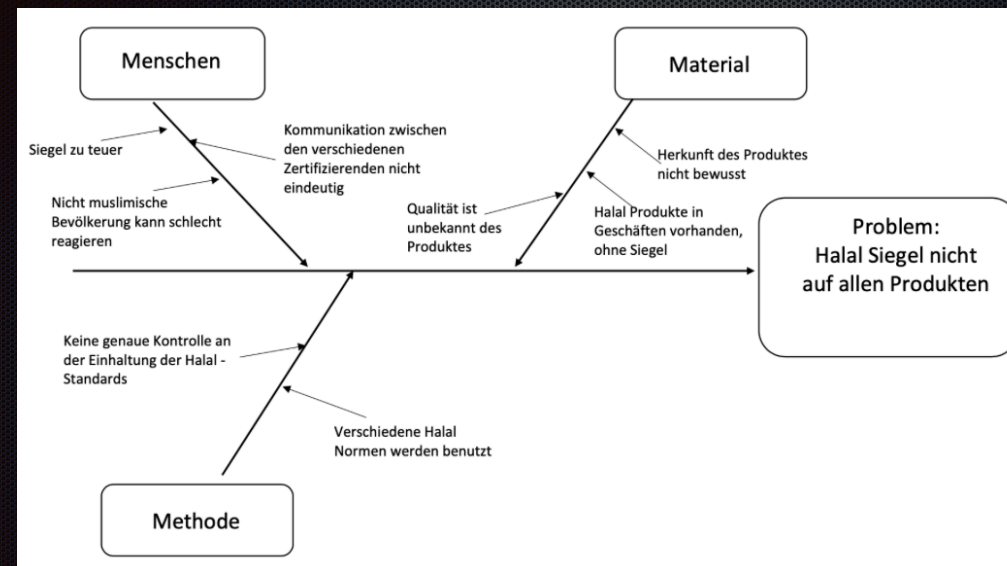 Menschen
Material
Siegel zu teuer
Kommunikation zwischen
den verschiedenen
Zertifizierenden nicht
eindeutig
Nicht muslimische
Bevölkerung kann schlecht
reagieren
Herkunft des Produktes
nicht bewusst
Qualität ist
unbekannt des
Produktes
Halal Produkte in
Geschäften vorhanden,
ohne Siegel
Problem:
Halal Siegel nicht
auf allen Produkten
Keine genaue Kontrolle an
der Einhaltung der Halal -
Standards
Verschiedene Halal
Normen werden benutzt
Methode